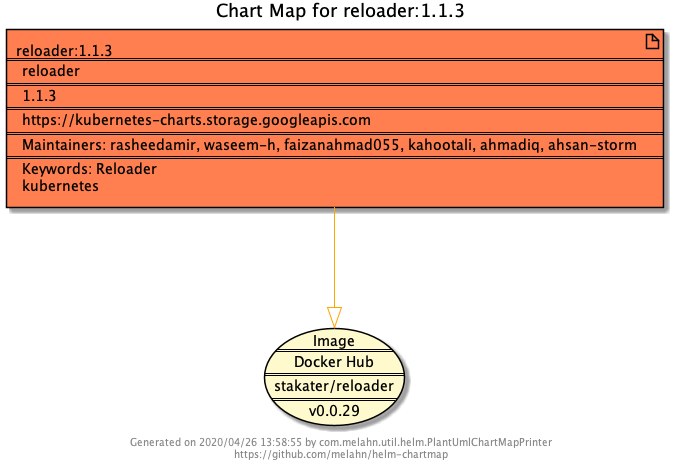 Chart Map for reloader:1.1.3
reloader:1.1.3
reloader
1.1.3
https://kubernetes-charts.storage.googleapis.com
Maintainers: rasheedamir, waseem-h, faizanahmad055, kahootali, ahmadiq, ahsan-storm
Keywords: Reloader
kubernetes
Image
Docker Hub
stakater/reloader
v0.0.29
Generated on 2020/04/26 13:58:55 by com.melahn.util.helm.PlantUmlChartMapPrinter
https://github.com/melahn/helm-chartmap